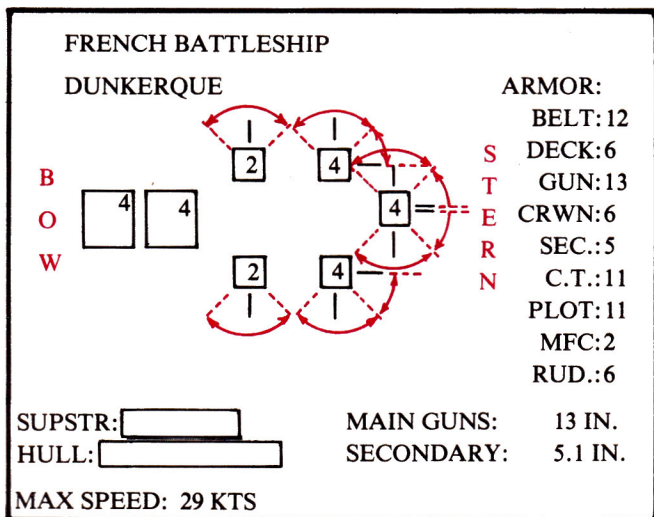 FRENCH BATTLESHIP
DUNKERQUE
ARMOR:
BELT: 12
DECK: 6
GUN: 13
CRWN: 6
SEC.: 5
C.T.: 11
PLOT: 11
MFC: 2
RUD.: 6
BOW
4 4
2 4
4
2 4
STERN
SUPSTR:
HULL:
MAIN GUNS: 13 IN.
SECONDARY: 5.1 IN.
MAX SPEED: 29 KTS